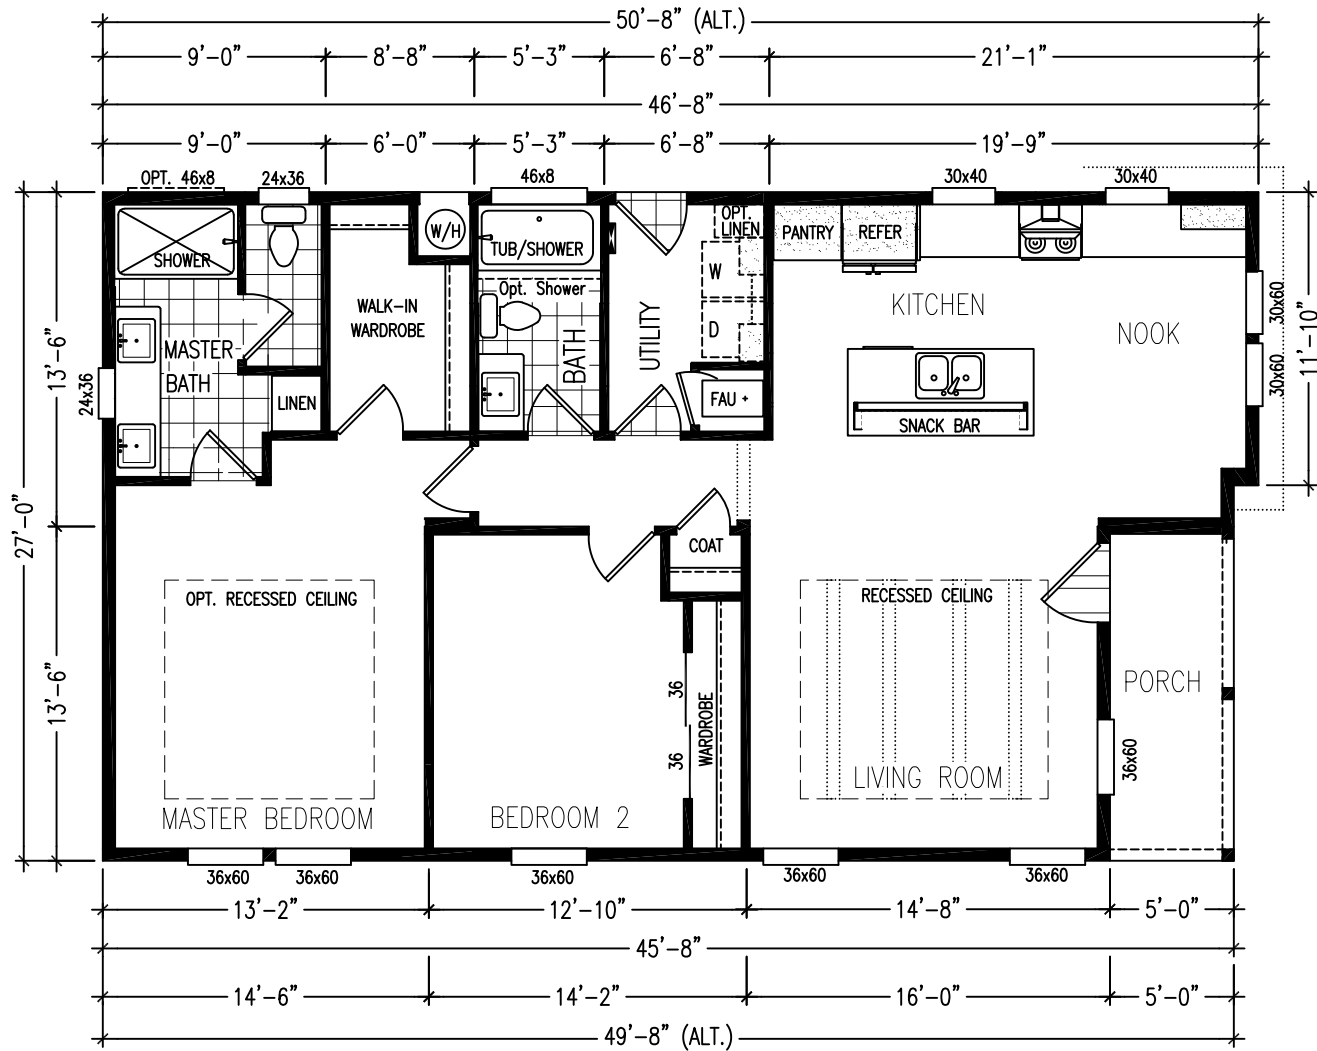 50'-8" (ALT.)
9'-0" 8'-8" 5'-3" 6'-8" 21'-1"
46'-8"
9'-0" 6'-0" 5'-3" 6'-8" 19'-9"
OPT. 46x8 24x36 46x8 30x40 30x40
SHOWER
W/H
TUB/SHOWER
OPT.
LINEN
PANTRY REFER
Opt. Shower
WALK-IN
WARDROBE
W
D
UTILITY
BATH
KITCHEN
NOOK
30x60
30x60
11'-10"
MASTER
BATH
24x36
LINEN
FAU +
SNACK BAR
13'-6"
27'-0"
13'-6"
COAT
OPT. RECESSED CEILING
RECESSED CEILING
PORCH
36
36
WARDROBE
36x60
LIVING ROOM
MASTER BEDROOM
BEDROOM 2
36x60 36x60 36x60 36x60 36x60
13'-2" 12'-10" 14'-8" 5'-0"
45'-8"
14'-6" 14'-2" 16'-0" 5'-0"
49'-8" (ALT.)